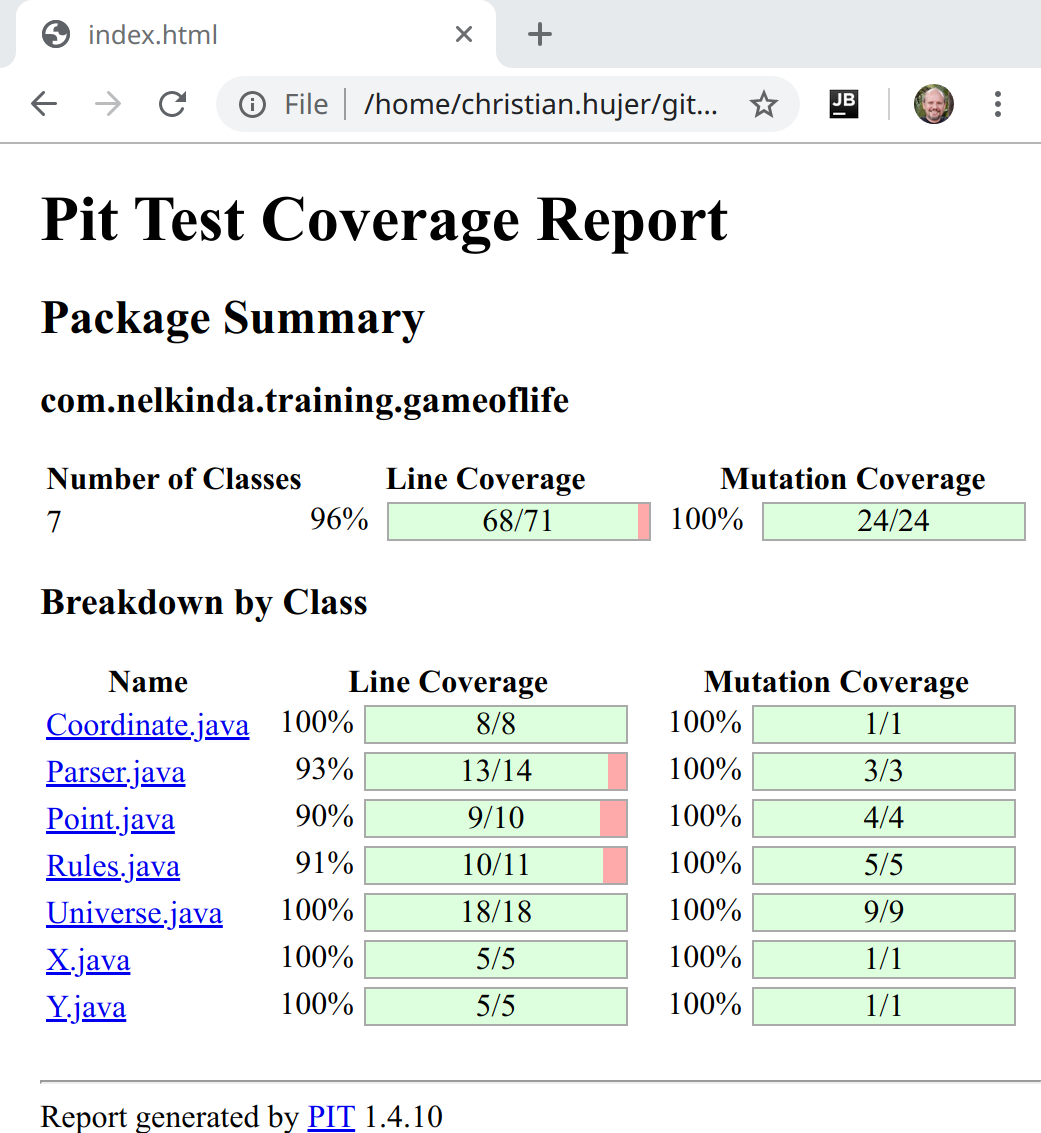 index.html
File /home/christian.hujer/git...
JB
Pit Test Coverage Report
Package Summary
com.nelkinda.training.gameoflife
Number of Classes Line Coverage Mutation Coverage
7 96% 68/71 100% 24/24
Breakdown by Class
Name Line Coverage Mutation Coverage
Coordinate.java 100% 8/8 100% 1/1
Parser.java 93% 13/14 100% 3/3
Point.java 90% 9/10 100% 4/4
Rules.java 91% 10/11 100% 5/5
Universe.java 100% 18/18 100% 9/9
X.java 100% 5/5 100% 1/1
Y.java 100% 5/5 100% 1/1
Report generated by PIT 1.4.10